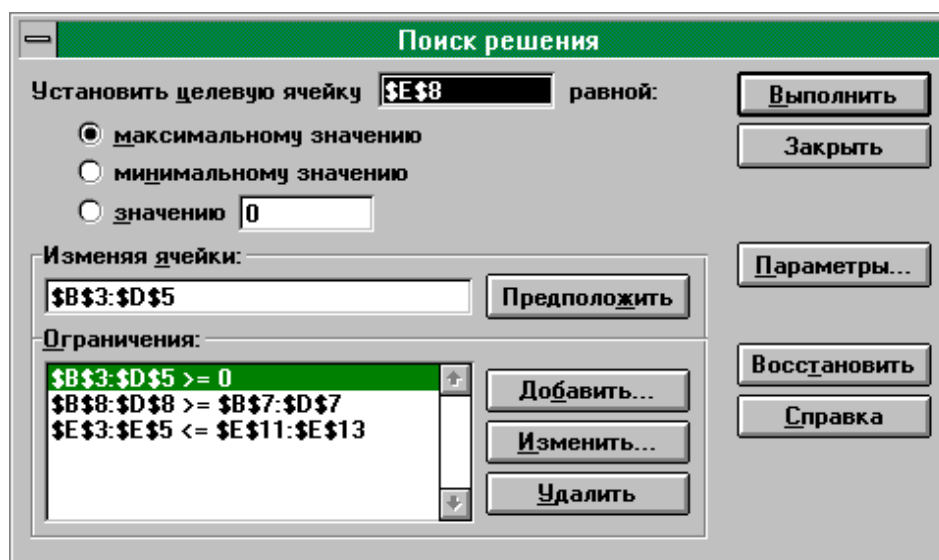 Поиск решения
Установить целевую ячейку $E$8 равной:
максимальному значению
минимальному значению
значению 0
Выполнить
Закрыть
Изменяя ячейки:
$B$3:$D$5 Предположить
Параметры...
Ограничения:
$B$3:$D$5 >= 0
$B$8:$D$8 >= $B$7:$D$7
$E$3:$E$5 <= $E$11:$E$13
Добавить...
Изменить...
Удалить
Восстановить
Справка